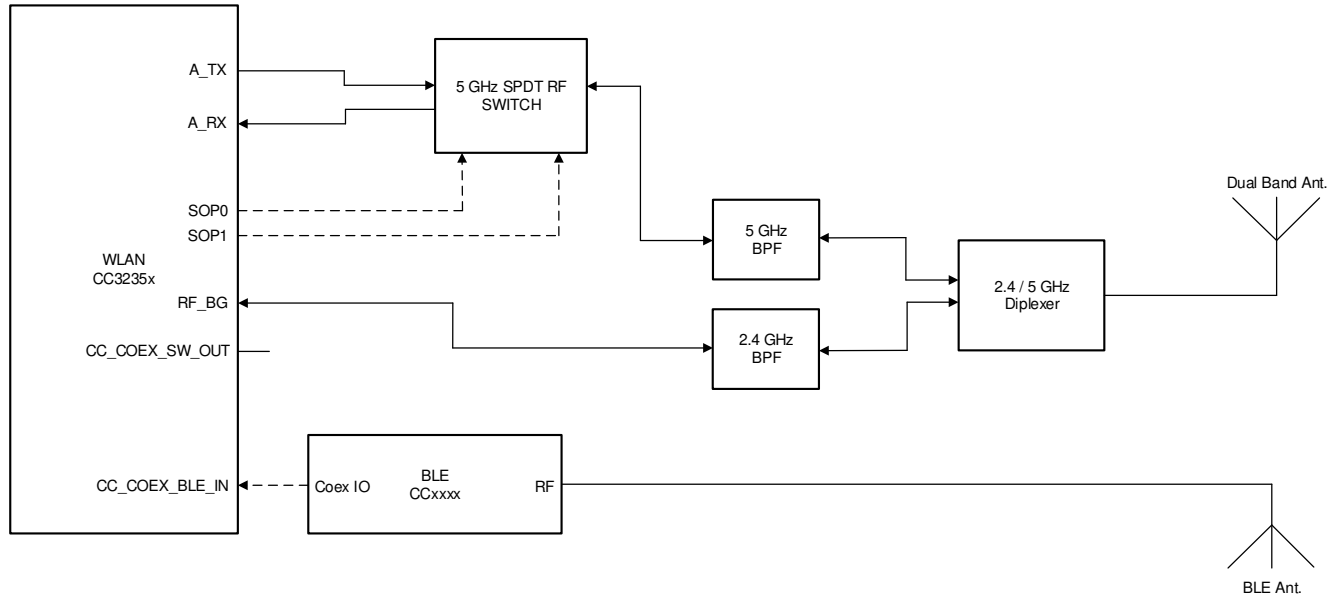 A_TX
A_RX
SOP0
SOP1
WLAN
CC3235x
RF_BG
CC_COEX_SW_OUT
CC_COEX_BLE_IN
5 GHz SPDT RF
SWITCH
5 GHz
BPF
2.4 GHz
BPF
2.4 / 5 GHz
Diplexer
Dual Band Ant.
Coex IO
BLE
CCxxxx
RF
BLE Ant.